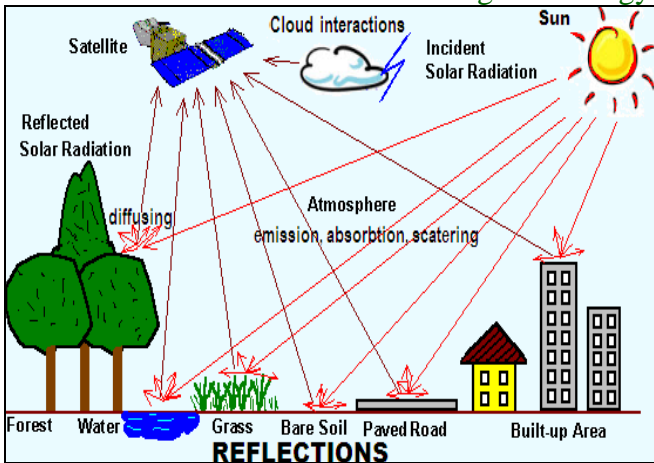 Sun
Cloud interactions
Satellite
Incident
Solar Radiation
Reflected
Solar Radiation
diffusing
Atmosphere
emission, absorbtion, scatering
Forest Water Grass Bare Soil Paved Road Built-up Area
REFLECTIONS